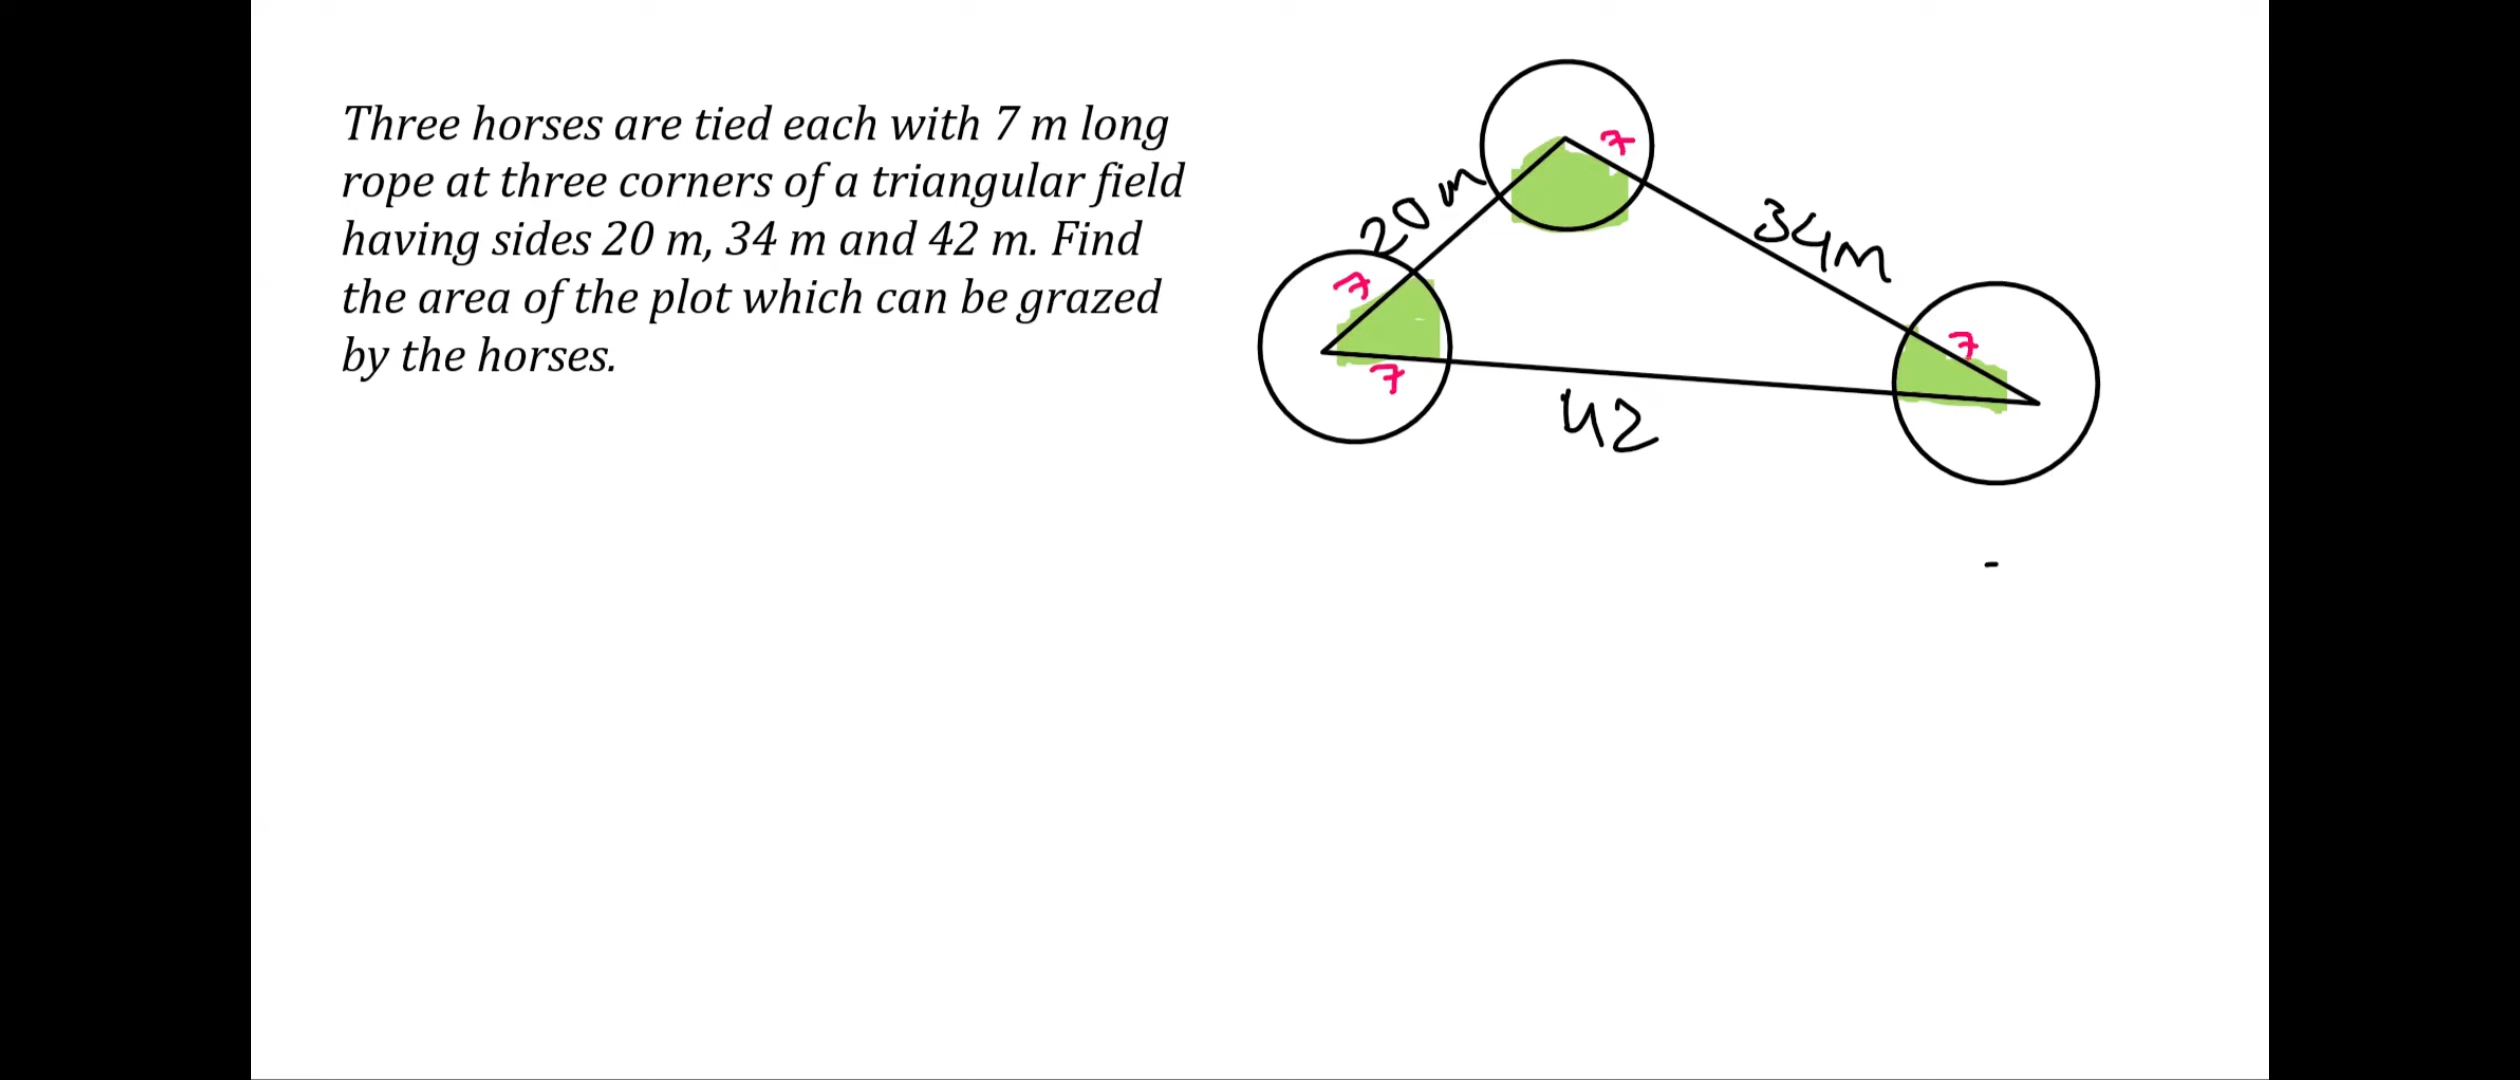 Three horses are tied each with 7 m long
rope at three corners of a triangular field
having sides 20 m, 34 m and 42 m. Find
the area of the plot which can be grazed
by the horses.
7
20 m
34m
7
7
7
42